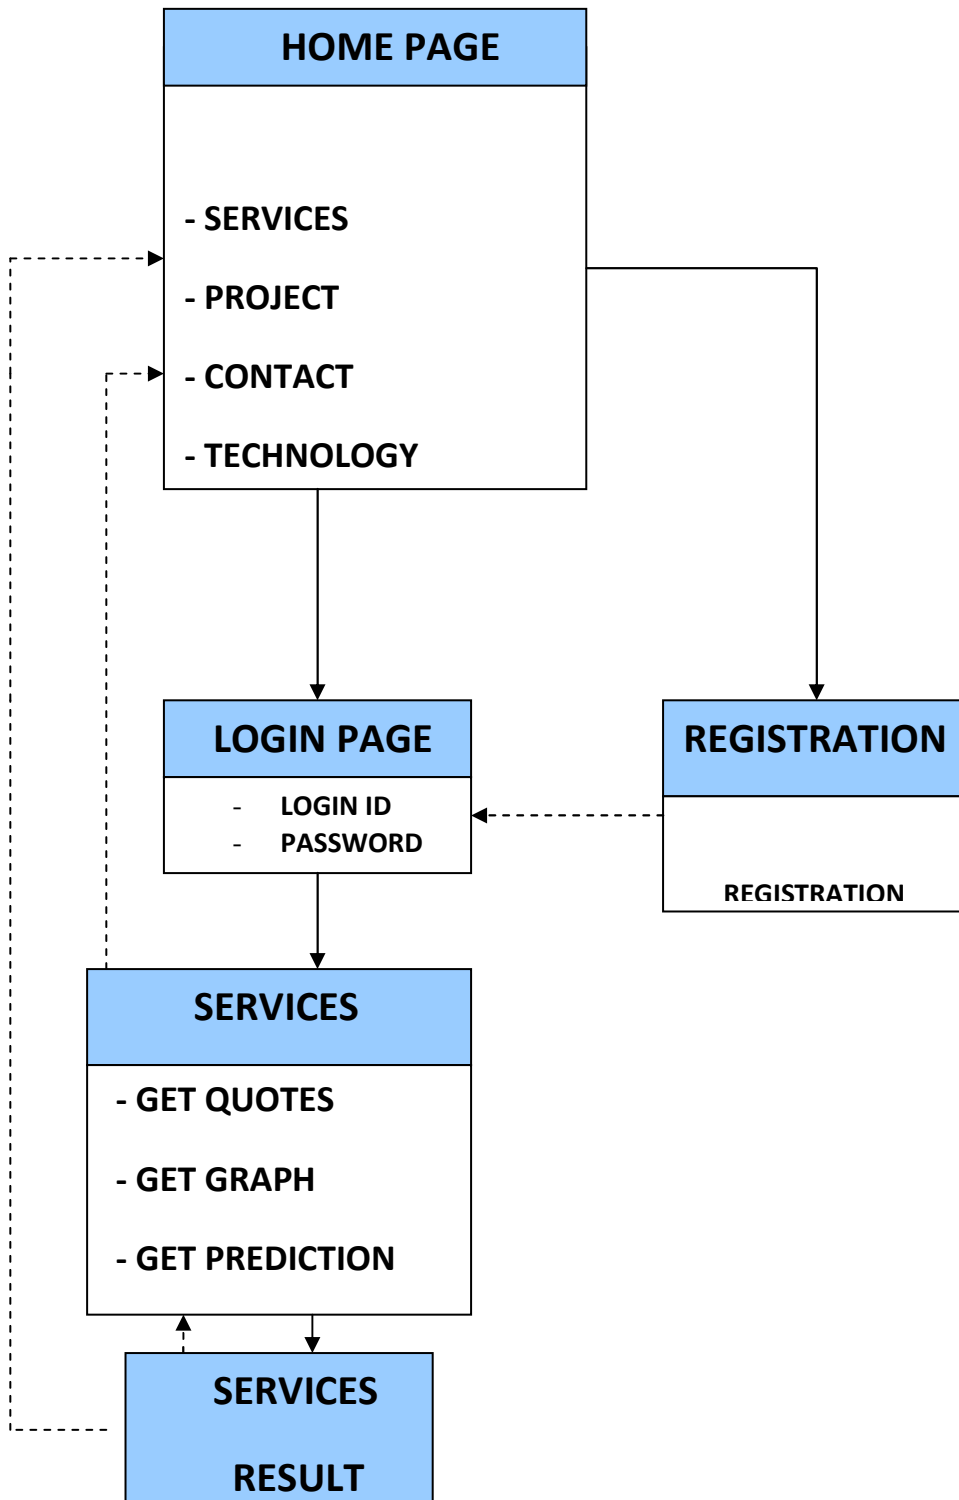 HOME PAGE
- SERVICES
- PROJECT
- CONTACT
- TECHNOLOGY
LOGIN PAGE
- LOGIN ID
- PASSWORD
REGISTRATION
REGISTRATION
SERVICES
- GET QUOTES
- GET GRAPH
- GET PREDICTION
SERVICES
RESULT